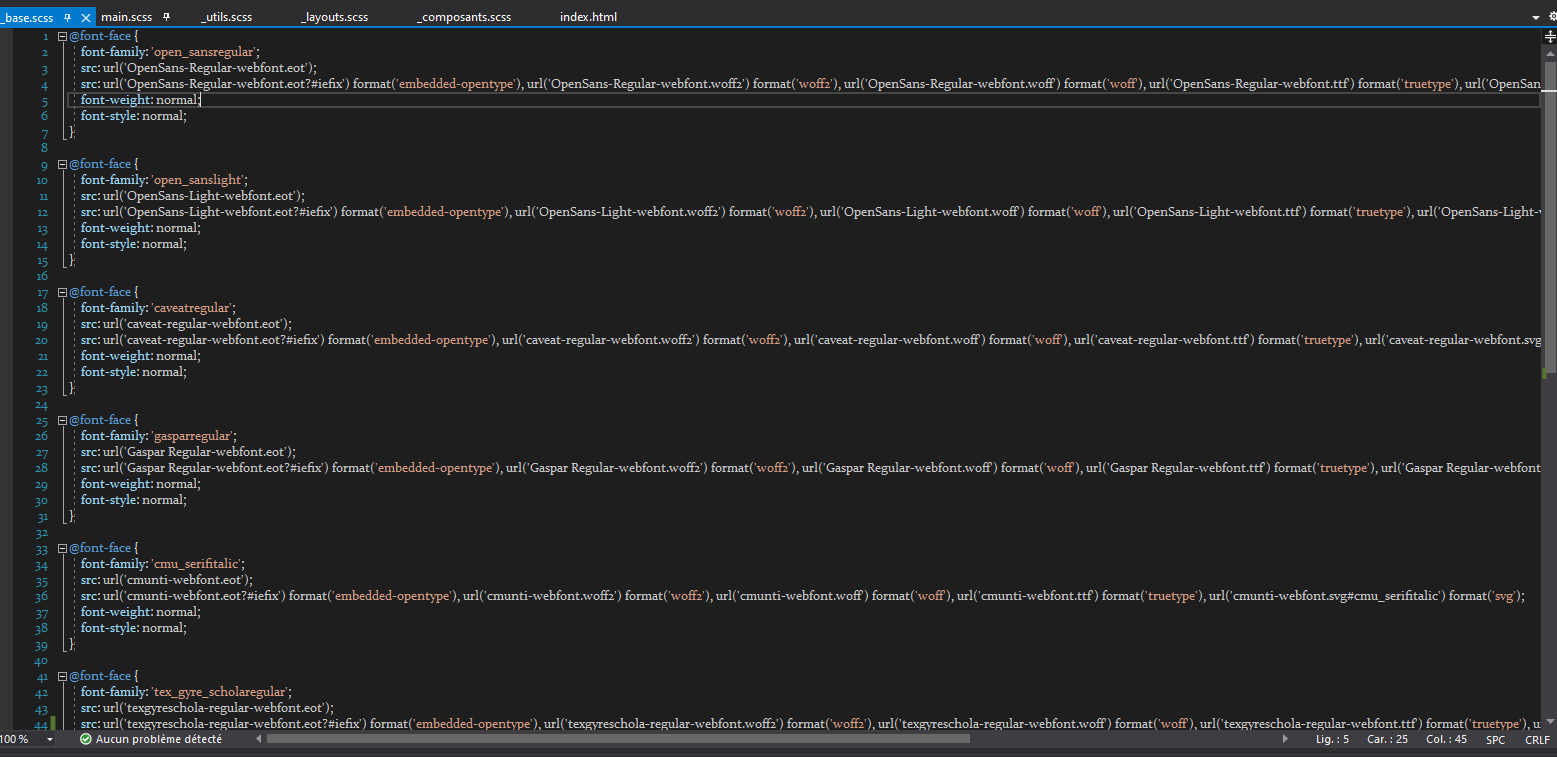 _base.scss main.scss _utils.scss _layouts.scss _composants.scss index.html
1 @font-face {
2 font-family: 'open_sansregular';
3 src: url('OpenSans-Regular-webfont.eot');
4 src: url('OpenSans-Regular-webfont.eot?#iefix') format('embedded-opentype'), url('OpenSans-Regular-webfont.woff2') format('woff2'), url('OpenSans-Regular-webfont.woff') format('woff'), url('OpenSans-Regular-webfont.ttf') format('truetype'), url('OpenSan
5 font-weight: normal;
6 font-style: normal;
7 }
8
9 @font-face {
10 font-family: 'open_sanslight';
11 src: url('OpenSans-Light-webfont.eot');
12 src: url('OpenSans-Light-webfont.eot?#iefix') format('embedded-opentype'), url('OpenSans-Light-webfont.woff2') format('woff2'), url('OpenSans-Light-webfont.woff') format('woff'), url('OpenSans-Light-webfont.ttf') format('truetype'), url('OpenSans-Light-
13 font-weight: normal;
14 font-style: normal;
15 }
16
17 @font-face {
18 font-family: 'caveatregular';
19 src: url('caveat-regular-webfont.eot');
20 src: url('caveat-regular-webfont.eot?#iefix') format('embedded-opentype'), url('caveat-regular-webfont.woff2') format('woff2'), url('caveat-regular-webfont.woff') format('woff'), url('caveat-regular-webfont.ttf') format('truetype'), url('caveat-regular-webfont.svg
21 font-weight: normal;
22 font-style: normal;
23 }
24
25 @font-face {
26 font-family: 'gasparregular';
27 src: url('Gaspar Regular-webfont.eot');
28 src: url('Gaspar Regular-webfont.eot?#iefix') format('embedded-opentype'), url('Gaspar Regular-webfont.woff2') format('woff2'), url('Gaspar Regular-webfont.woff') format('woff'), url('Gaspar Regular-webfont.ttf') format('truetype'), url('Gaspar Regular-webfont
29 font-weight: normal;
30 font-style: normal;
31 }
32
33 @font-face {
34 font-family: 'cmu_serifitalic';
35 src: url('cmunti-webfont.eot');
36 src: url('cmunti-webfont.eot?#iefix') format('embedded-opentype'), url('cmunti-webfont.woff2') format('woff2'), url('cmunti-webfont.woff') format('woff'), url('cmunti-webfont.ttf') format('truetype'), url('cmunti-webfont.svg#cmu_serifitalic') format('svg');
37 font-weight: normal;
38 font-style: normal;
39 }
40
41 @font-face {
42 font-family: 'tex_gyre_scholaregular';
43 src: url('texgyreschola-regular-webfont.eot');
44 src: url('texgyreschola-regular-webfont.eot?#iefix') format('embedded-opentype'), url('texgyreschola-regular-webfont.woff2') format('woff2'), url('texgyreschola-regular-webfont.woff') format('woff'), url('texgyreschola-regular-webfont.ttf') format('truetype'), u
100 % Aucun problème détecté Lig. : 5 Car. : 25 Col. : 45 SPC CRLF